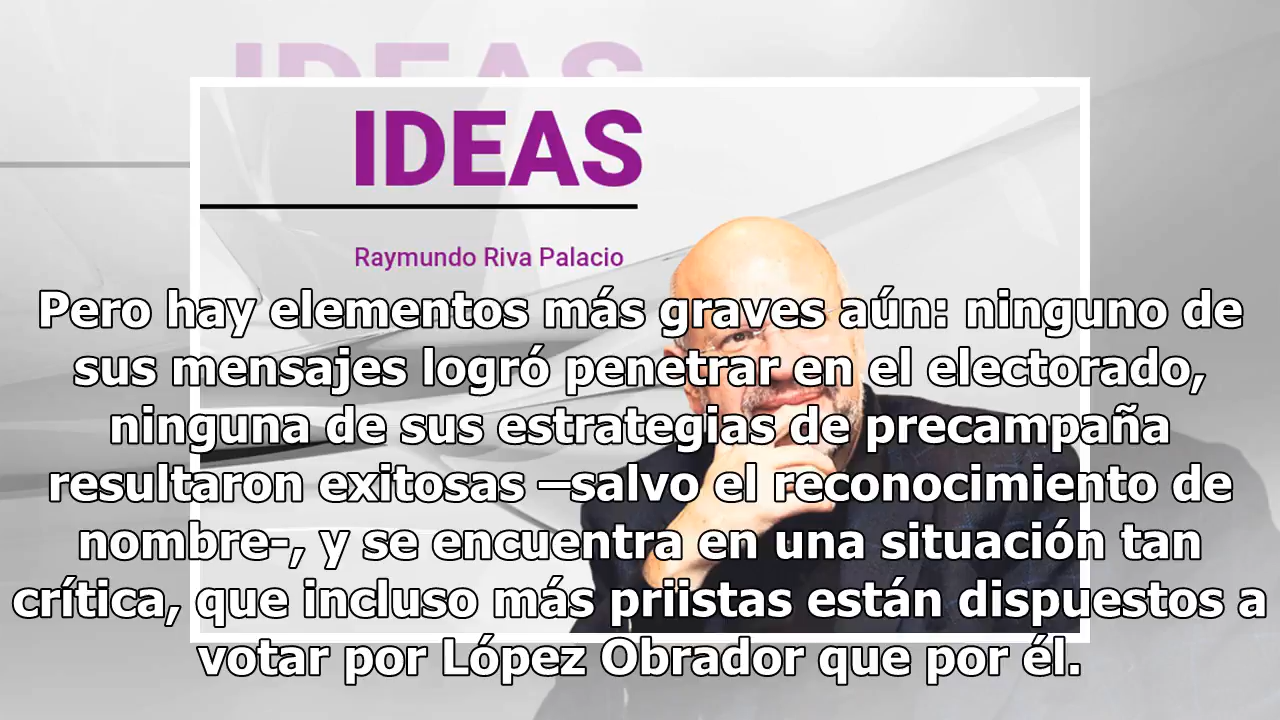 IDEAS
IDEAS
Raymundo Riva Palacio
Pero hay elementos más graves aún: ninguno de
sus mensajes logró penetrar en el electorado,
ninguna de sus estrategias de precampaña
resultaron exitosas –salvo el reconocimiento de
nombre-, y se encuentra en una situación tan
crítica, que incluso más priistas están dispuestos a
votar por López Obrador que por él.